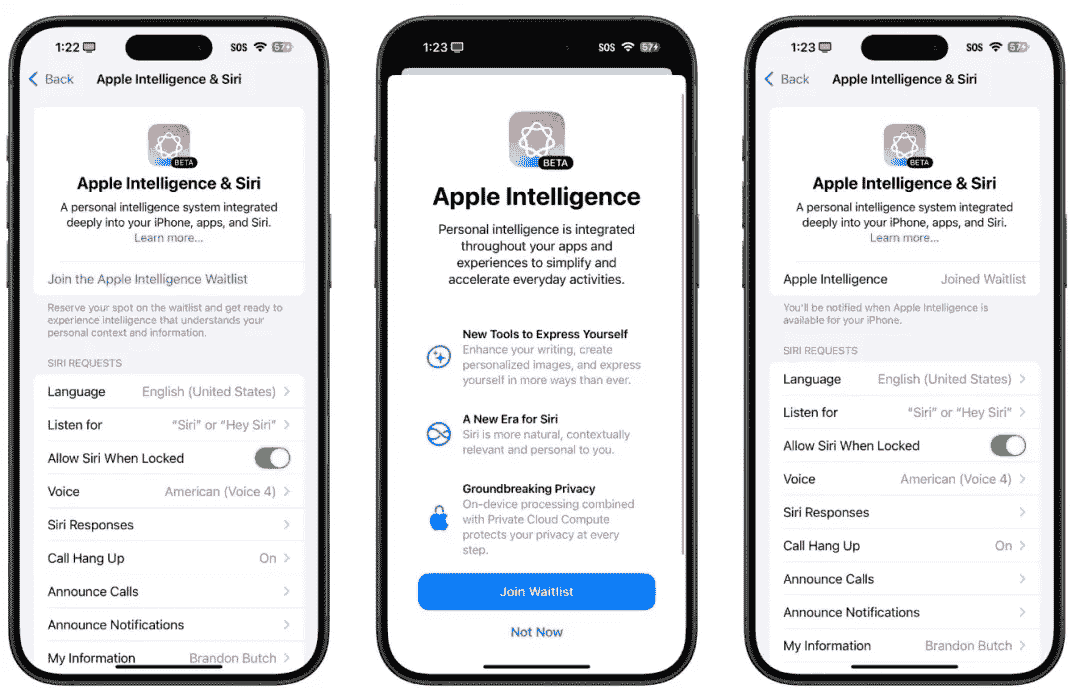 1:22
SOS
57
Back
Apple Intelligence & Siri
BETA
Apple Intelligence & Siri
A personal intelligence system integrated
deeply into your iPhone, apps, and Siri.
Learn more...
Join the Apple Intelligence Waitlist
Reserve your spot on the waitlist and get ready to
experience intelligence that understands your
personal context and information.
SIRI REQUESTS
Language English (United States)
Listen for “Siri” or “Hey Siri”
Allow Siri When Locked
Voice American (Voice 4)
Siri Responses
Call Hang Up On
Announce Calls
Announce Notifications
My Information Brandon Butch
1:23
SOS
57
BETA
Apple Intelligence
Personal intelligence is integrated
throughout your apps and
experiences to simplify and
accelerate everyday activities.
New Tools to Express Yourself
Enhance your writing, create
personalized images, and express
yourself in more ways than ever.
A New Era for Siri
Siri is more natural, contextually
relevant and personal to you.
Groundbreaking Privacy
On-device processing combined
with Private Cloud Compute
protects your privacy at every
step.
Join Waitlist
Not Now
1:23
SOS
57
Back
Apple Intelligence & Siri
BETA
Apple Intelligence & Siri
A personal intelligence system integrated
deeply into your iPhone, apps, and Siri.
Learn more...
Apple Intelligence Joined Waitlist
You'll be notified when Apple Intelligence is
available for your iPhone.
SIRI REQUESTS
Language English (United States)
Listen for “Siri” or “Hey Siri”
Allow Siri When Locked
Voice American (Voice 4)
Siri Responses
Call Hang Up On
Announce Calls
Announce Notifications
My Information Brandon Butch